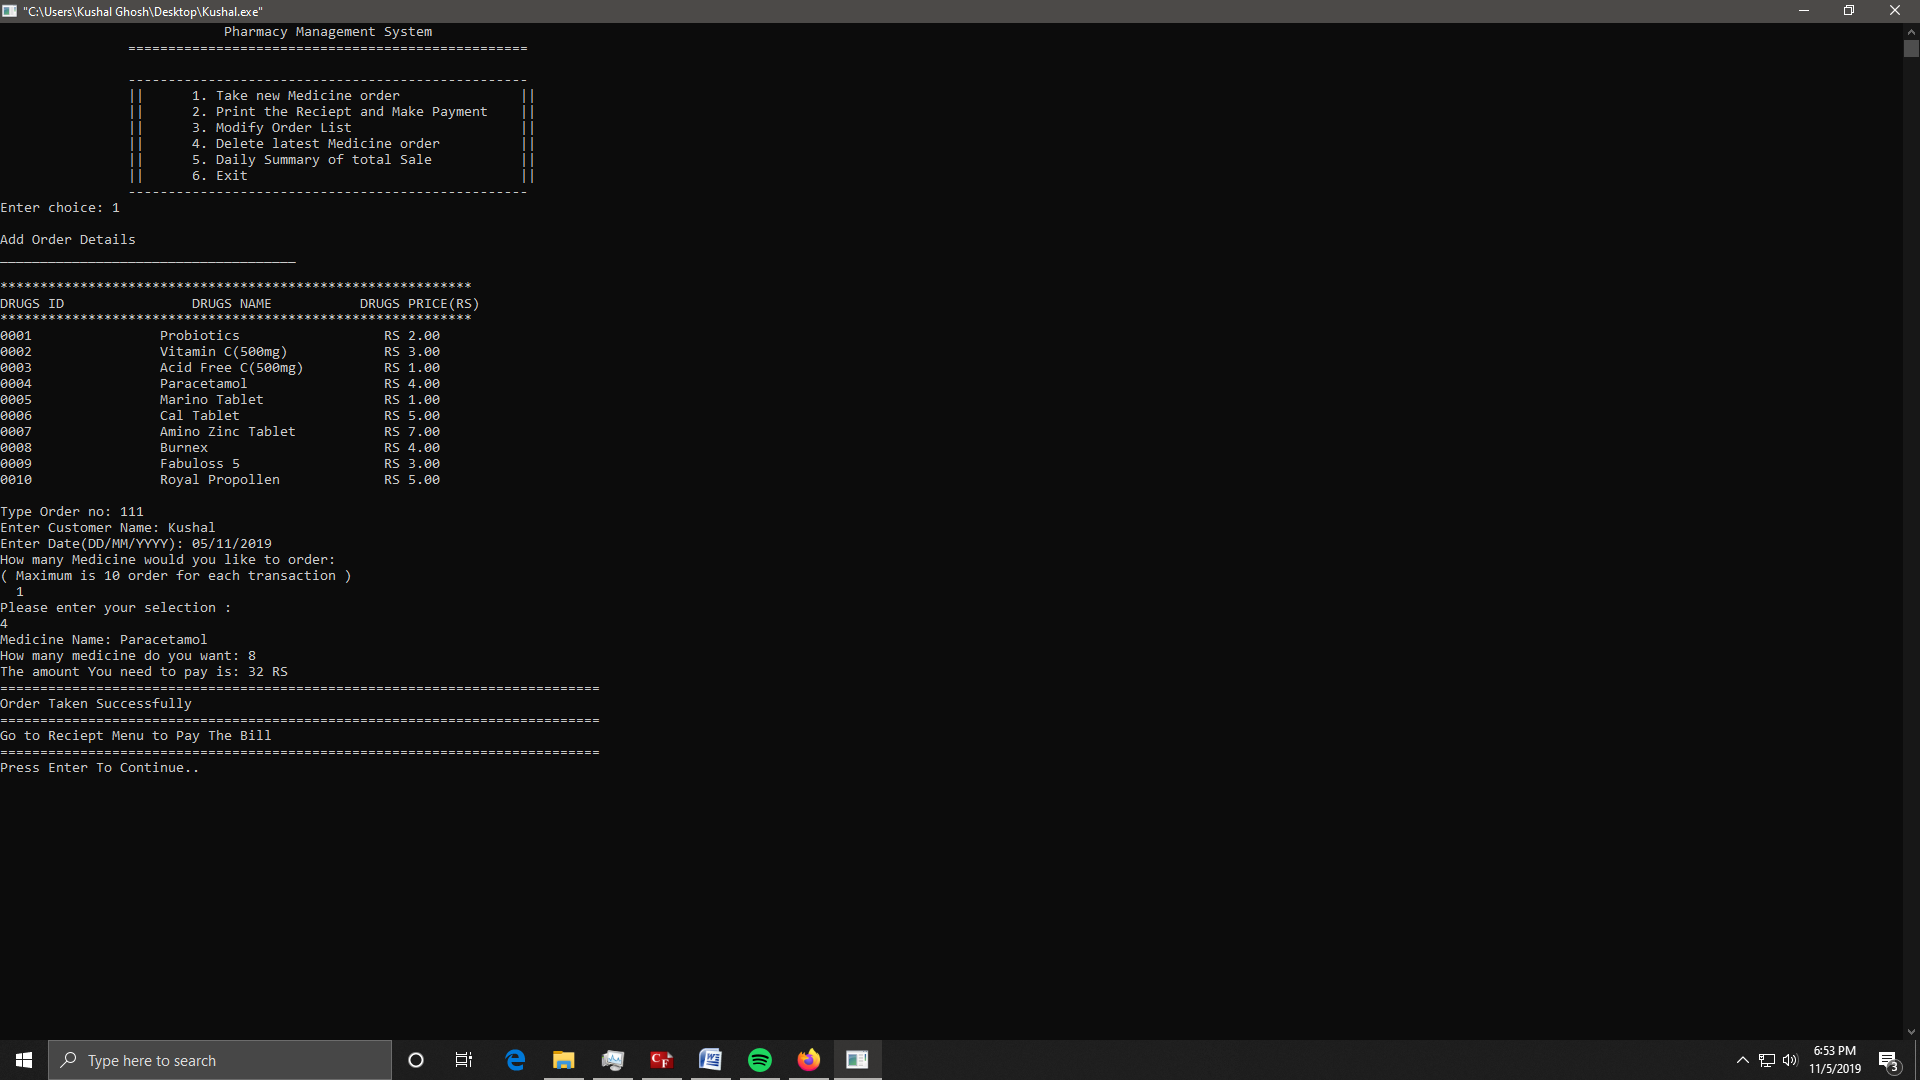 "C:\Users\Kushal Ghosh\Desktop\Kushal.exe"
Pharmacy Management System
==================================================
--------------------------------------------------
|| 1. Take new Medicine order ||
|| 2. Print the Reciept and Make Payment ||
|| 3. Modify Order List ||
|| 4. Delete latest Medicine order ||
|| 5. Daily Summary of total Sale ||
|| 6. Exit ||
--------------------------------------------------
Enter choice: 1
Add Order Details
_____________________________________
***********************************************************
DRUGS ID DRUGS NAME DRUGS PRICE(RS)
***********************************************************
0001 Probiotics RS 2.00
0002 Vitamin C(500mg) RS 3.00
0003 Acid Free C(500mg) RS 1.00
0004 Paracetamol RS 4.00
0005 Marino Tablet RS 1.00
0006 Cal Tablet RS 5.00
0007 Amino Zinc Tablet RS 7.00
0008 Burnex RS 4.00
0009 Fabuloss 5 RS 3.00
0010 Royal Propollen RS 5.00
Type Order no: 111
Enter Customer Name: Kushal
Enter Date(DD/MM/YYYY): 05/11/2019
How many Medicine would you like to order:
( Maximum is 10 order for each transaction )
1
Please enter your selection :
4
Medicine Name: Paracetamol
How many medicine do you want: 8
The amount You need to pay is: 32 RS
===========================================================================
Order Taken Successfully
===========================================================================
Go to Reciept Menu to Pay The Bill
===========================================================================
Press Enter To Continue..
Type here to search
6:53 PM
11/5/2019
3